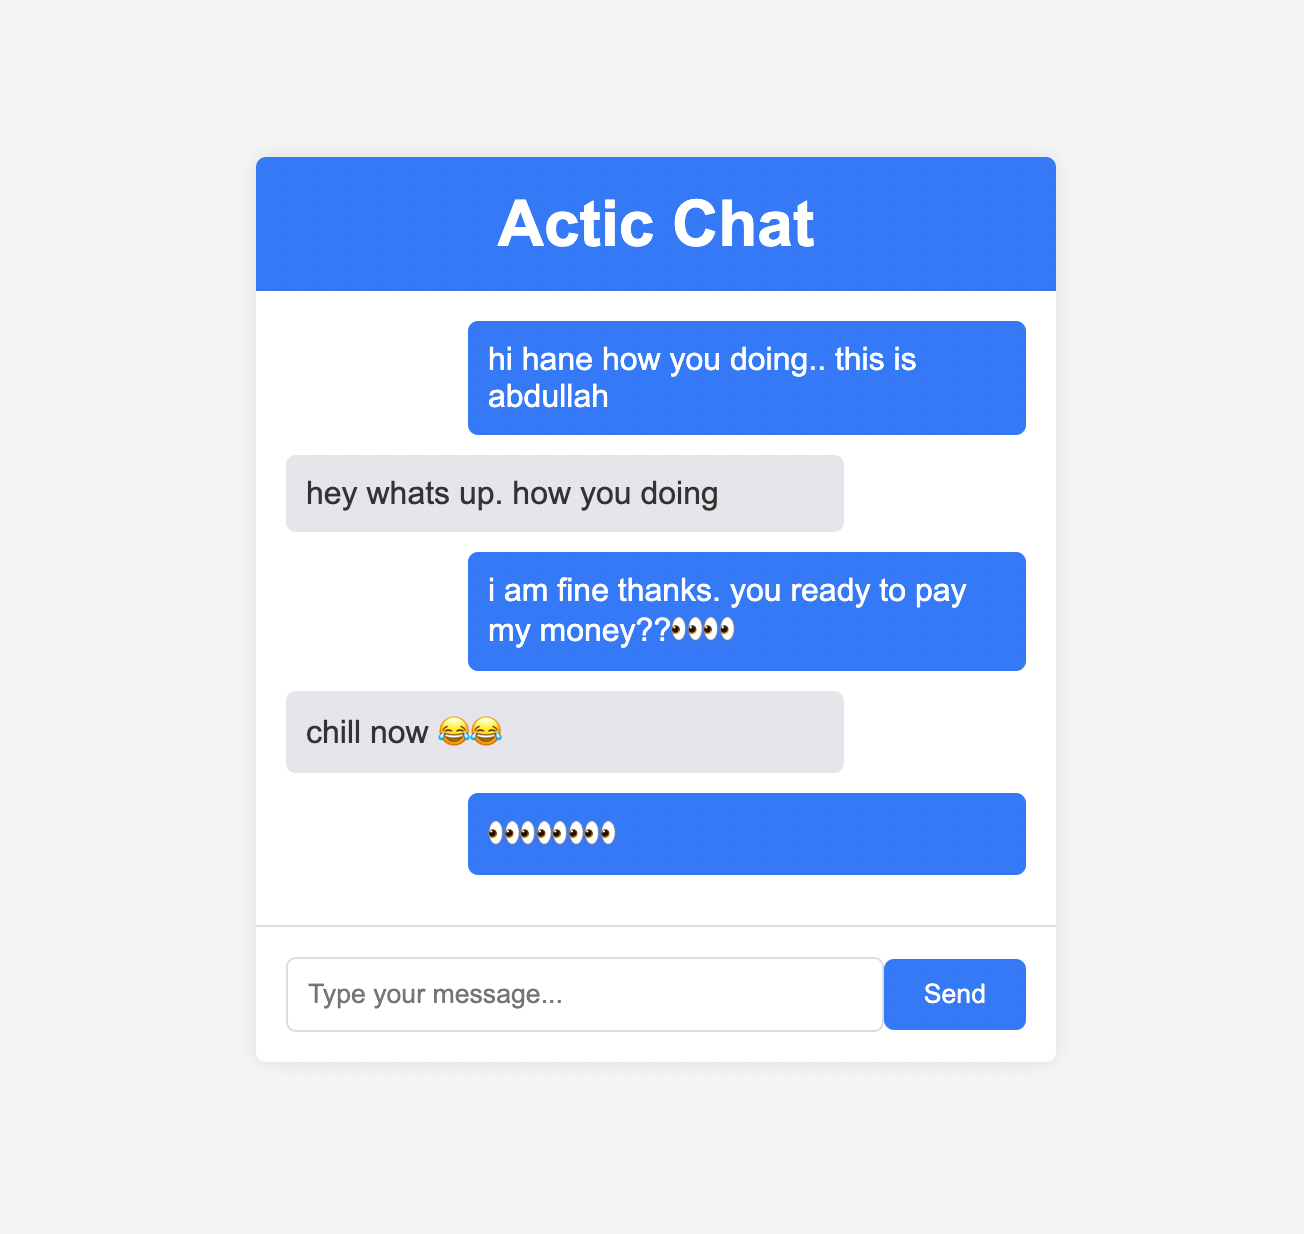 Actic Chat
hi hane how you doing.. this is
abdullah
hey whats up. how you doing
i am fine thanks. you ready to pay
my money??👀👀
chill now 😂😂
👀👀👀👀
Type your message...
Send